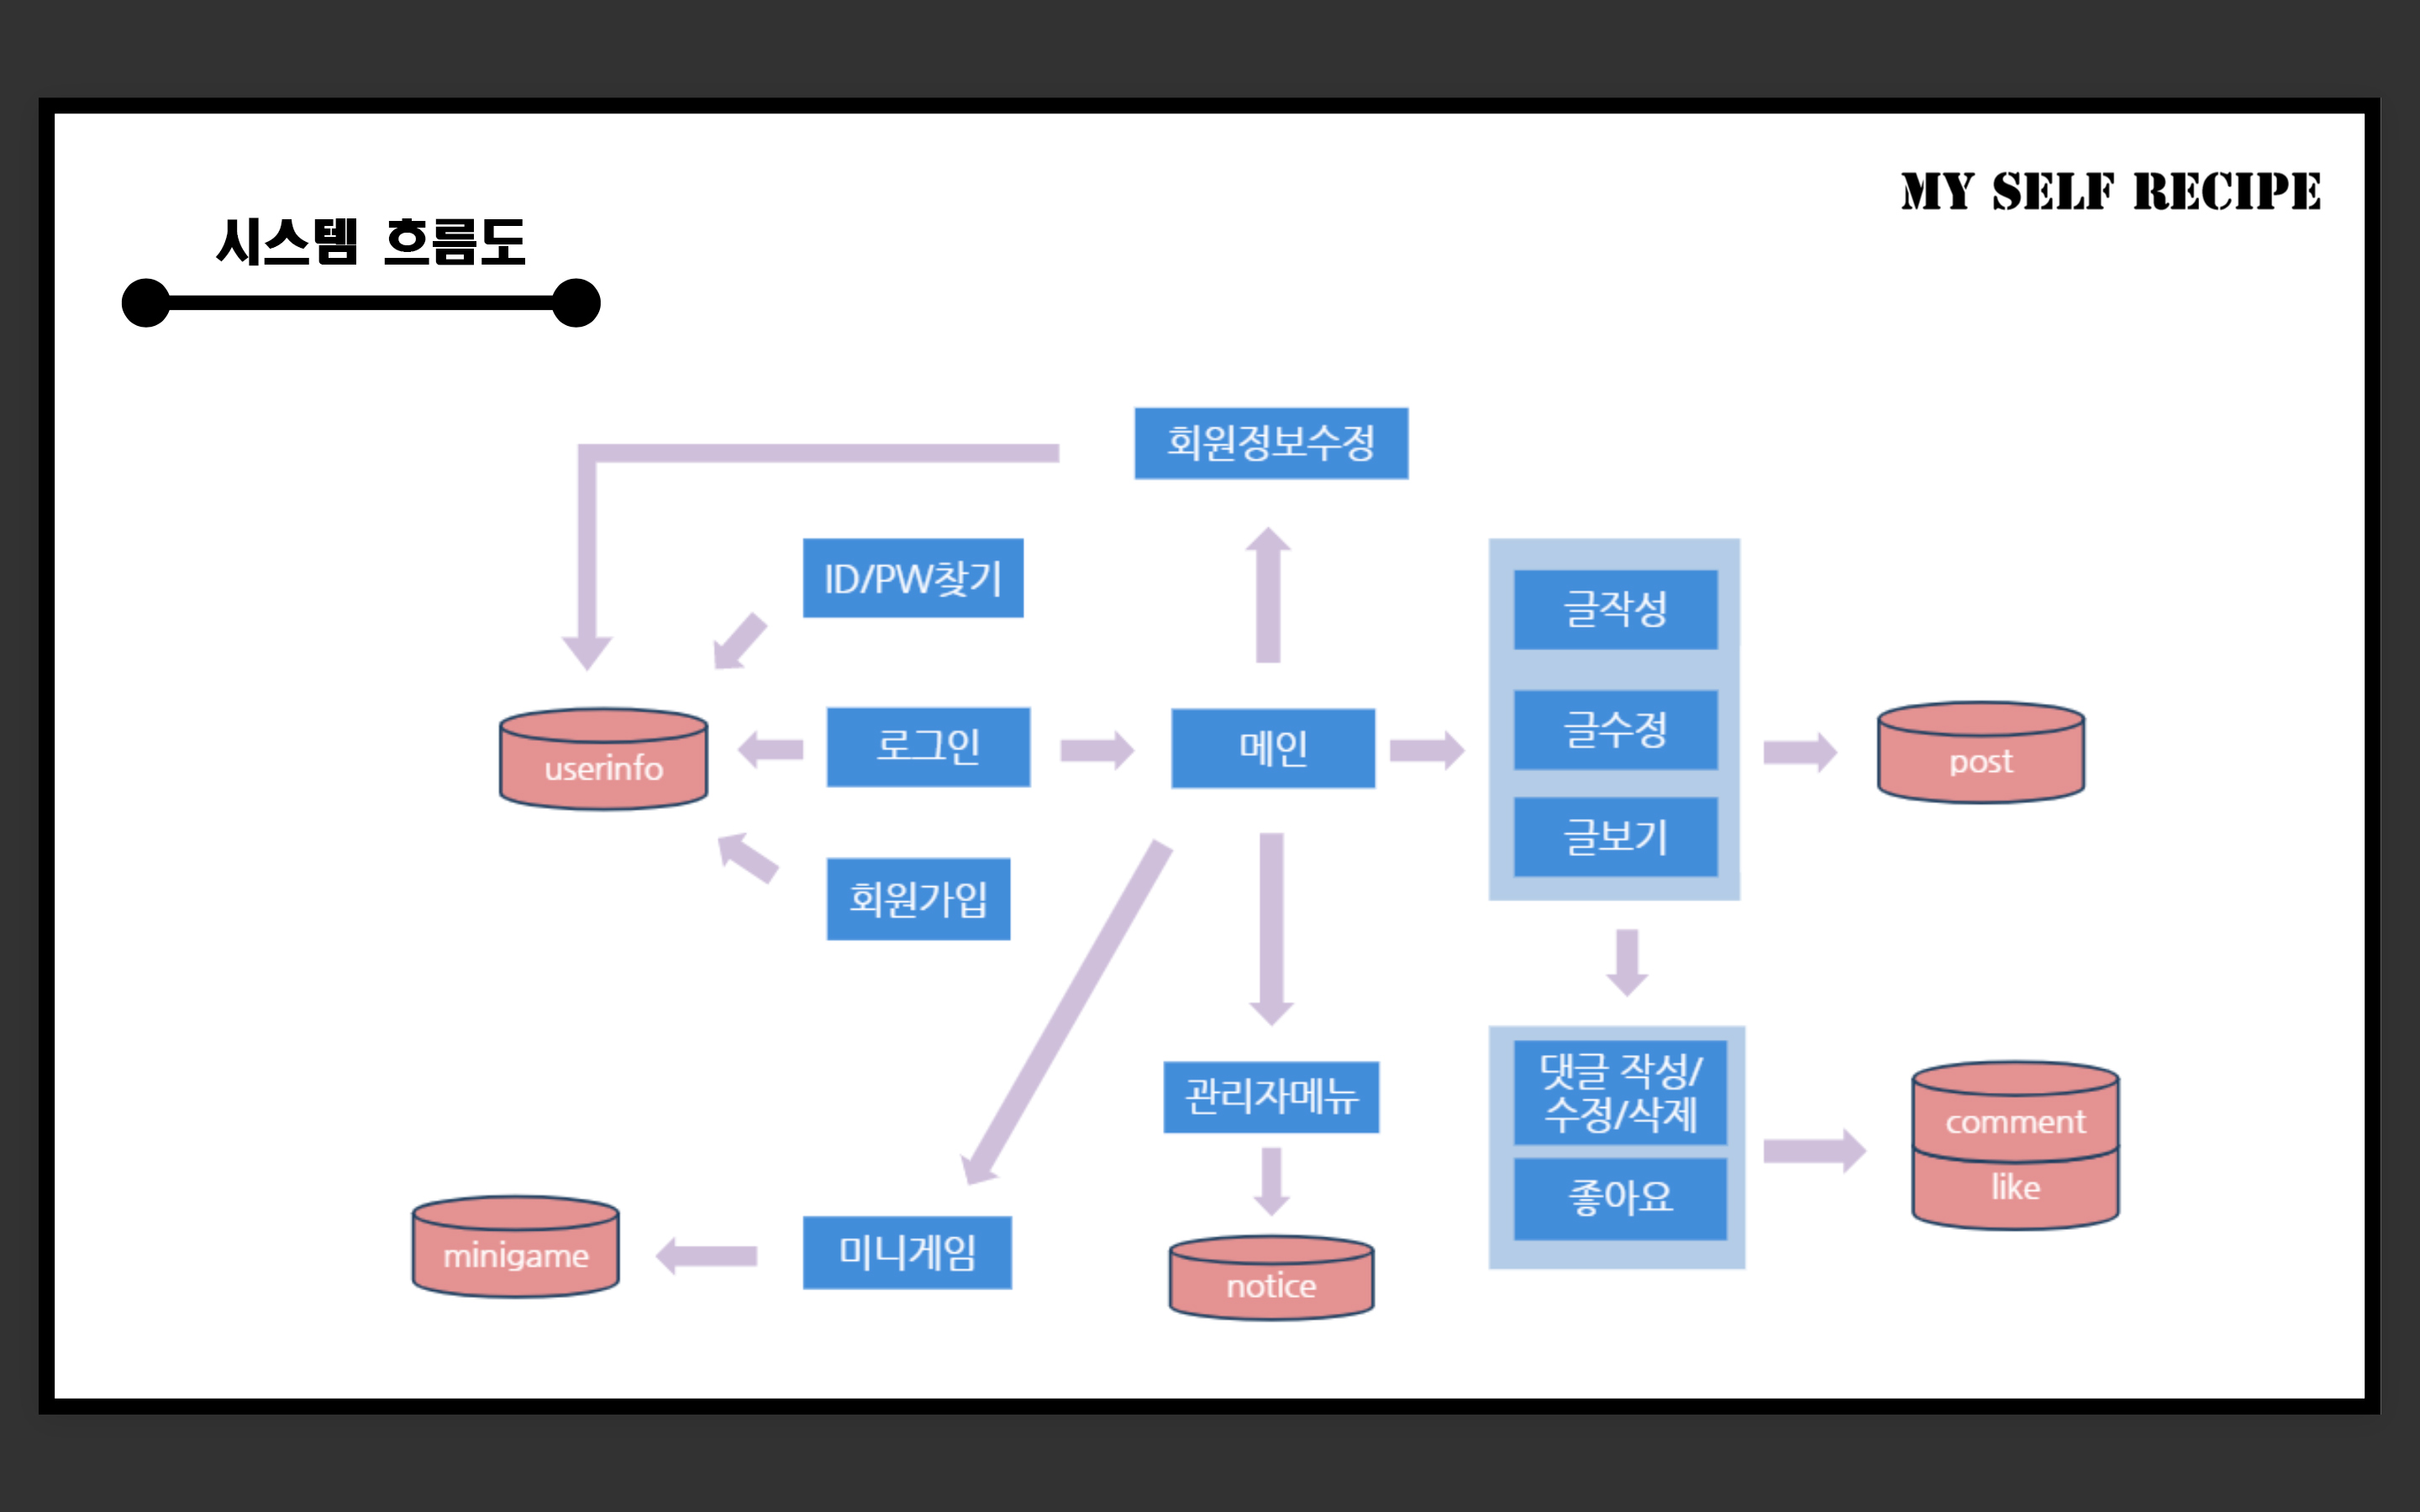 MY SELF RECIPE
시스템 흐름도
회원정보수정
ID/PW찾기
글작성
userinfo
로그인
메인
글수정
post
글보기
회원가입
관리자메뉴
댓글 작성/
수정/삭제
comment
좋아요
like
minigame
미니게임
notice